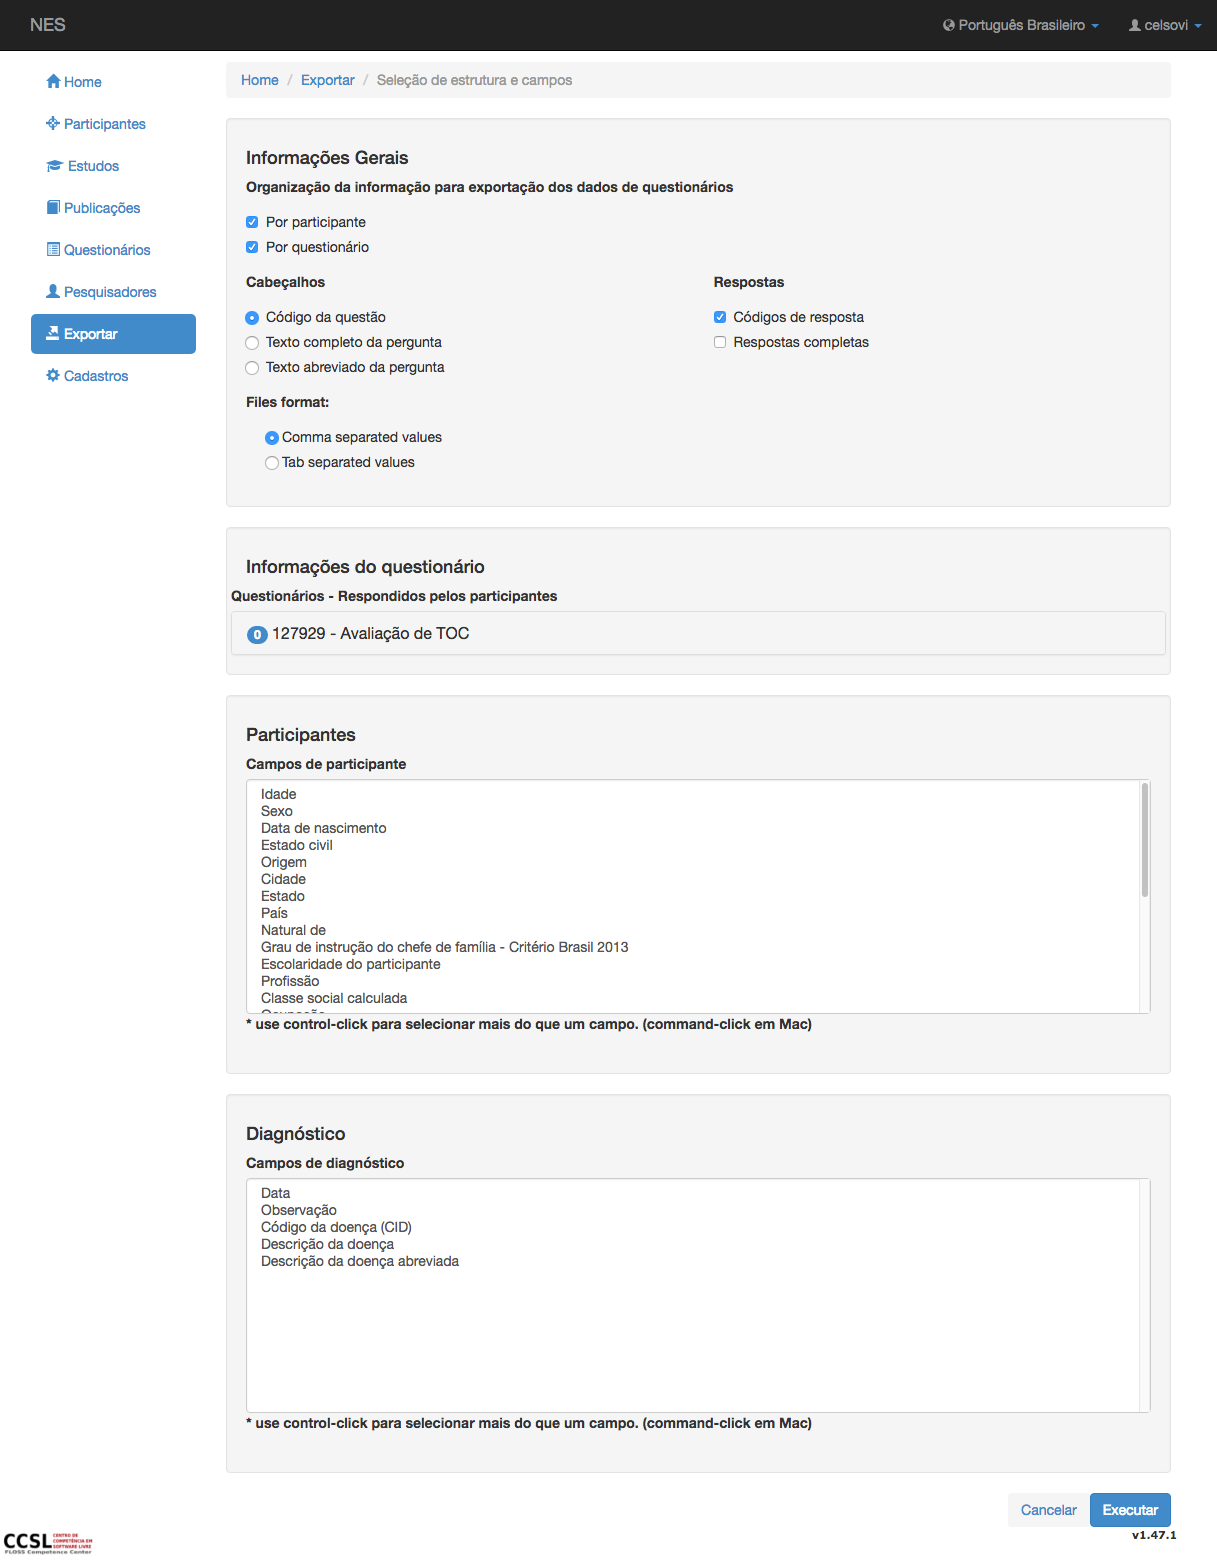 NES
Português Brasileiro
celsovi
Home
Participantes
Estudos
Publicações
Questionários
Pesquisadores
Exportar
Cadastros
Home / Exportar / Seleção de estrutura e campos
Informações Gerais
Organização da informação para exportação dos dados de questionários
Por participante
Por questionário
Cabeçalhos
Código da questão
Texto completo da pergunta
Texto abreviado da pergunta
Respostas
Códigos de resposta
Respostas completas
Files format:
Comma separated values
Tab separated values
Informações do questionário
Questionários - Respondidos pelos participantes
0 127929 - Avaliação de TOC
Participantes
Campos de participante
Idade
Sexo
Data de nascimento
Estado civil
Origem
Cidade
Estado
País
Natural de
Grau de instrução do chefe de família - Critério Brasil 2013
Escolaridade do participante
Profissão
Classe social calculada
* use control-click para selecionar mais do que um campo. (command-click em Mac)
Diagnóstico
Campos de diagnóstico
Data
Observação
Código da doença (CID)
Descrição da doença
Descrição da doença abreviada
* use control-click para selecionar mais do que um campo. (command-click em Mac)
Cancelar
Executar
v1.47.1
CCSL
CENTRO DE
COMPETÊNCIA EM
SOFTWARE LIVRE
FLOSS Competence Center